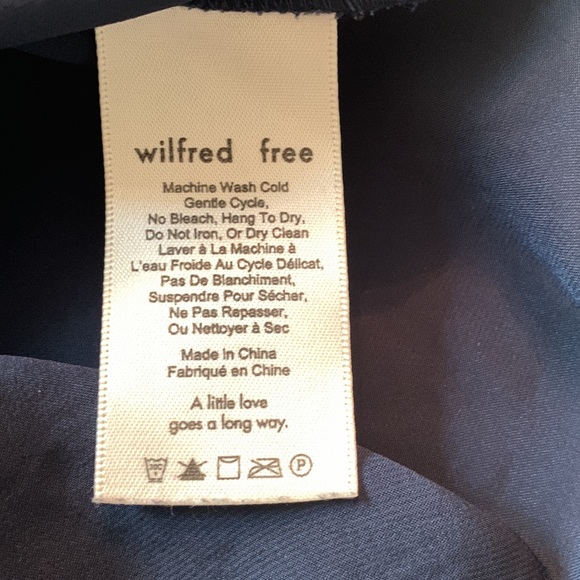 wilfred free
Machine Wash Cold
Gentle Cycle,
No Bleach, Hang To Dry,
Do Not Iron, Or Dry Clean
Laver à La Machine à
L'eau Froide Au Cycle Délicat,
Pas De Blanchiment,
Suspendre Pour Sécher,
Ne Pas Repasser,
Ou Nettoyer à Sec
Made in China
Fabriqué en Chine
A little love
goes a long way.
P